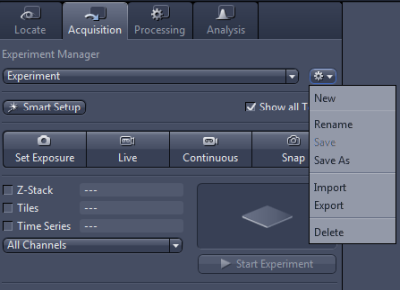 Locate
Acquisition
Processing
Analysis
Experiment Manager
Experiment
New
Smart Setup
Show all T
Rename
Save
Set Exposure
Live
Continuous
Snap
Save As
Z-Stack
---
Import
Tiles
---
Export
Time Series
---
Delete
All Channels
Start Experiment